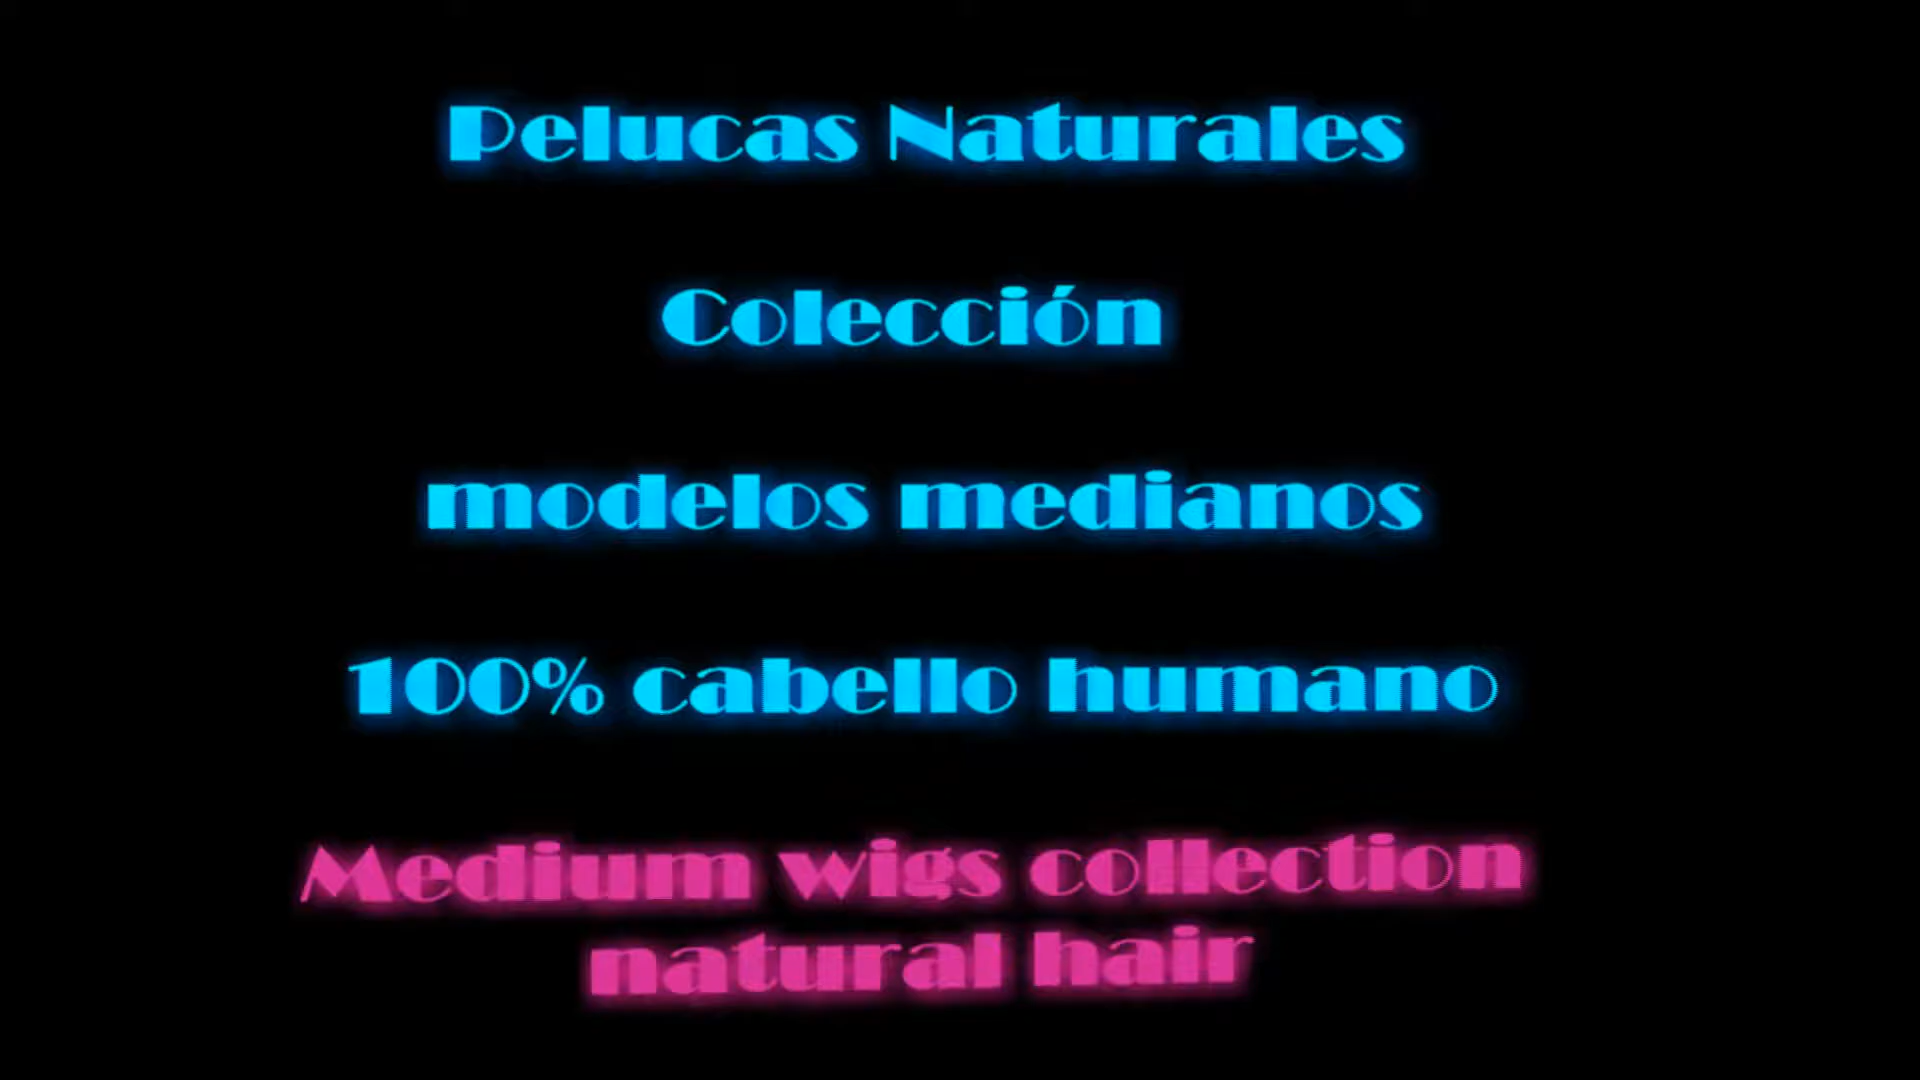 Pelucas Naturales
Colección
modelos medianos
100% cabello humano
Medium wigs collection
natural hair